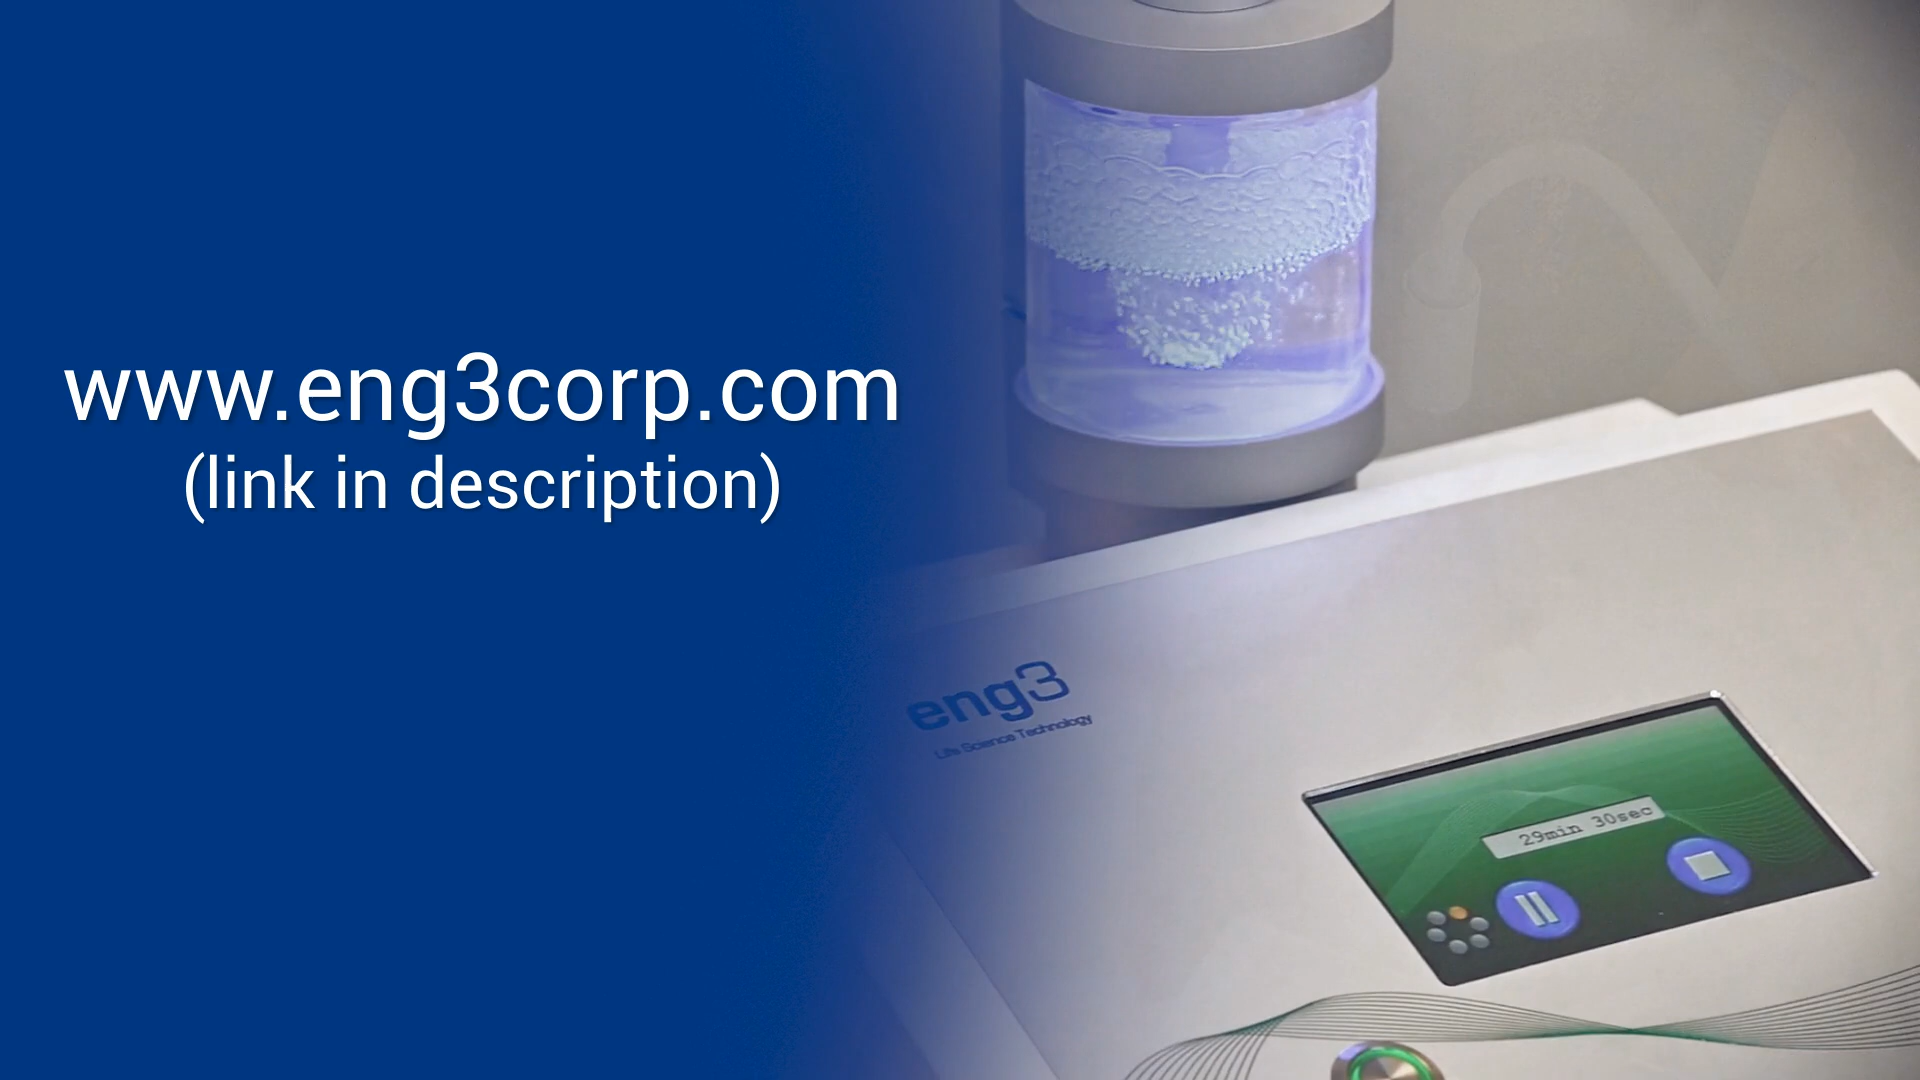 www.eng3corp.com
(link in description)
eng3
Life Science Technology
29min 30sec